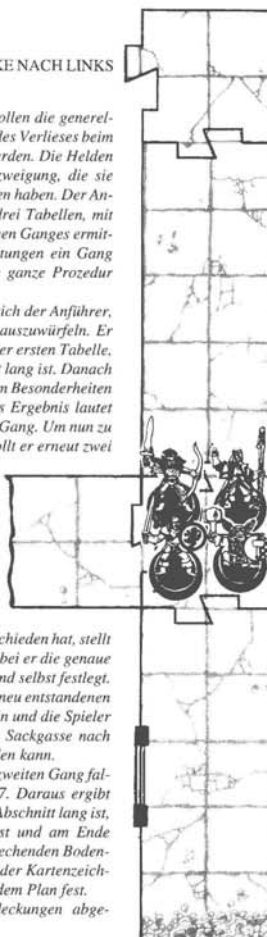 KE NACH LINKS
ollen die generel-
des Verlieses beim
erden. Die Helden
zweigung, die sie
en haben. Der An-
drei Tabellen, mit
en Ganges ermit-
tungen ein Gang
e ganze Prozedur
ich der Anführer,
auszuwürfeln. Er
er ersten Tabelle,
t lang ist. Danach
m Besonderheiten
s Ergebnis lautet
Gang. Um nun zu
ollt er erneut zwei
chieden hat, stellt
bei er die genaue
nd selbst festlegt.
neu entstandenen
in und die Spieler
Sackgasse nach
den kann.
zweiten Gang fal-
7. Daraus ergibt
Abschnitt lang ist,
st und am Ende
echenden Boden-
der Kartenzeich-
dem Plan fest.
deckungen abge-